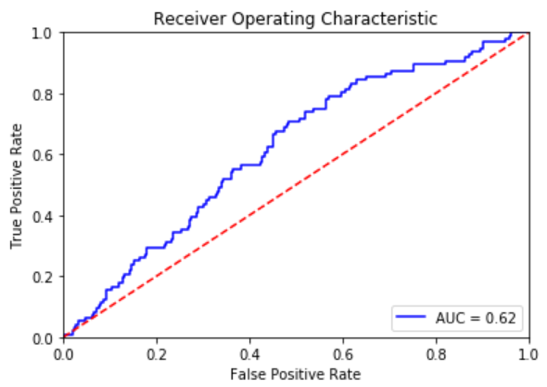 Receiver Operating Characteristic
1.0
0.8
0.6
0.4
0.2
0.0
True Positive Rate
AUC = 0.62
0.0 0.2 0.4 0.6 0.8 1.0
False Positive Rate